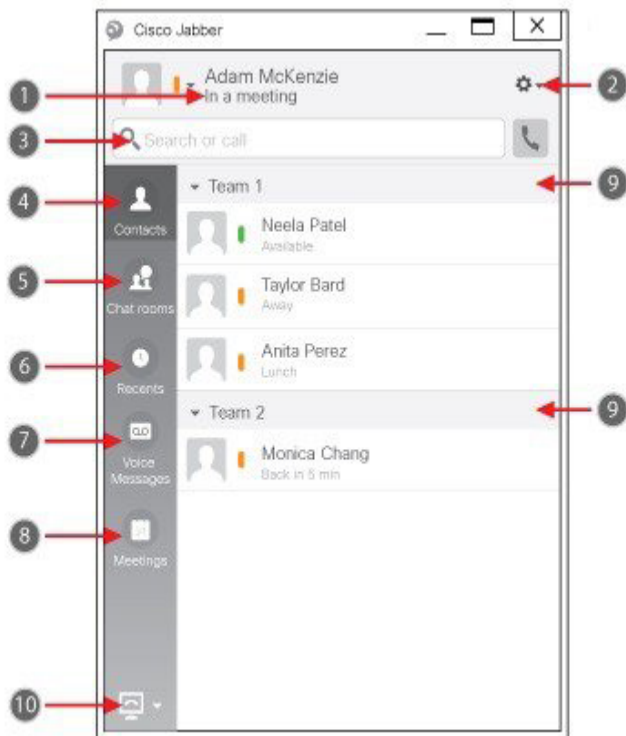 Cisco Jabber
Adam McKenzie
1
In a meeting
2
3
Search or call
4
Contacts
Team 1
9
Neela Patel
Available
5
Chat rooms
Taylor Bard
Away
6
Recents
Anita Perez
Lunch
7
Voice
Messages
Team 2
9
Monica Chang
Back in 5 min
8
Meetings
10